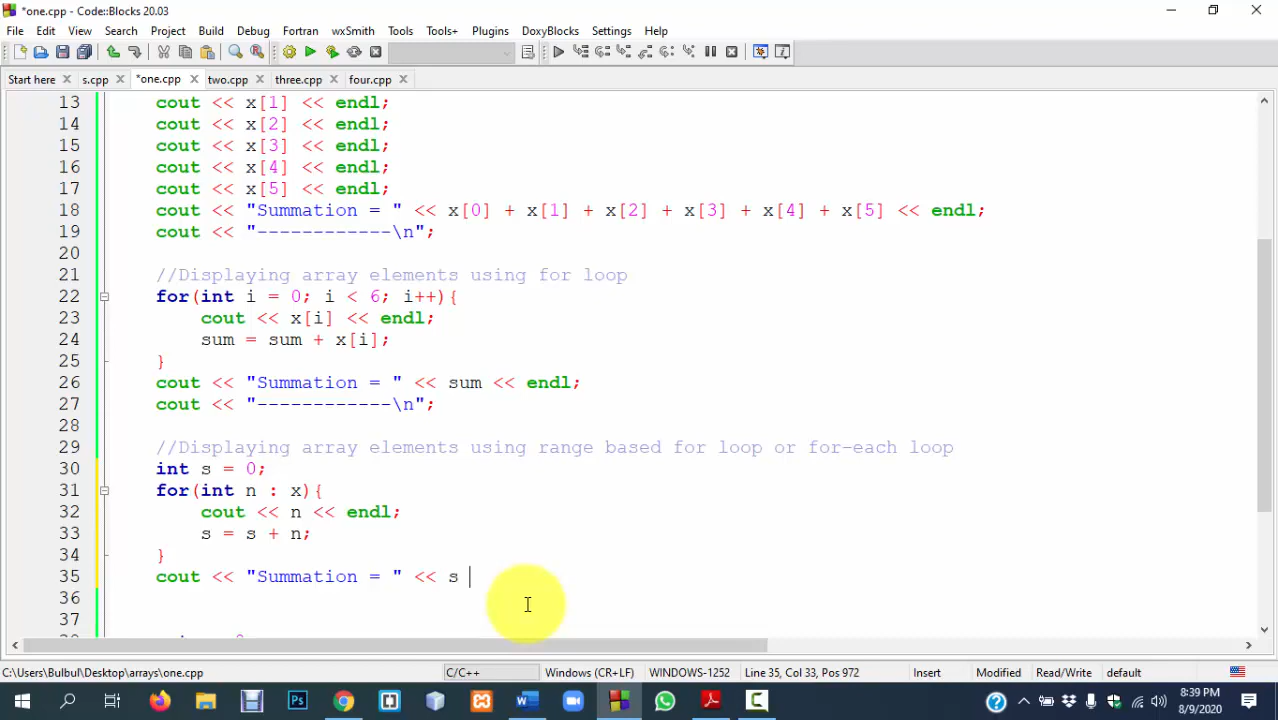 *one.cpp - Code::Blocks 20.03
File Edit View Search Project Build Debug Fortran wxSmith Tools Tools+ Plugins DoxyBlocks Settings Help
Start here s.cpp *one.cpp two.cpp three.cpp four.cpp
13 cout << x[1] << endl;
14 cout << x[2] << endl;
15 cout << x[3] << endl;
16 cout << x[4] << endl;
17 cout << x[5] << endl;
18 cout << "Summation = " << x[0] + x[1] + x[2] + x[3] + x[4] + x[5] << endl;
19 cout << "------------\n";
20
21 //Displaying array elements using for loop
22 for(int i = 0; i < 6; i++){
23 cout << x[i] << endl;
24 sum = sum + x[i];
25 }
26 cout << "Summation = " << sum << endl;
27 cout << "------------\n";
28
29 //Displaying array elements using range based for loop or for-each loop
30 int s = 0;
31 for(int n : x){
32 cout << n << endl;
33 s = s + n;
34 }
35 cout << "Summation = " << s
36
37
C:\Users\Bulbul\Desktop\arrays\one.cpp C/C++ Windows (CR+LF) WINDOWS-1252 Line 35, Col 33, Pos 972 Insert Modified Read/Write default
8:39 PM
8/9/2020